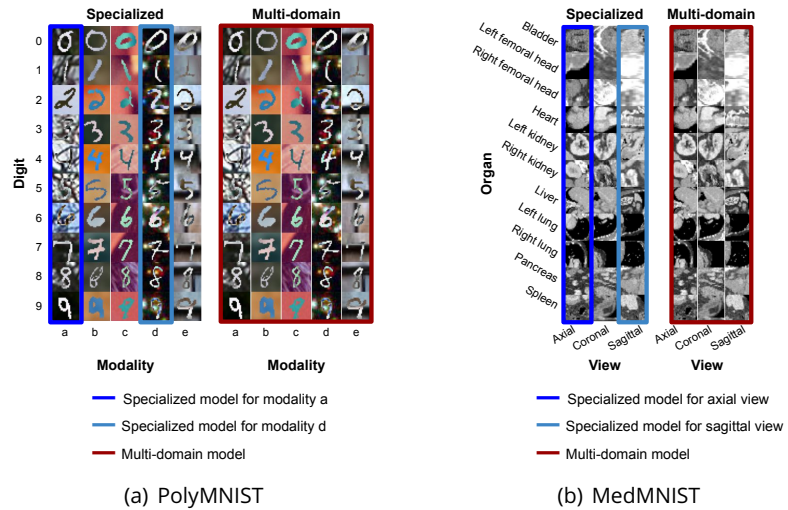 Specialized Multi-domain
0
1
2
3
4
5
6
7
8
9
Digit
a b c d e a b c d e
Modality Modality
Specialized model for modality a
Specialized model for modality d
Multi-domain model
(a) PolyMNIST
Specialized Multi-domain
Bladder
Left femoral head
Right femoral head
Heart
Left kidney
Right kidney
Liver
Left lung
Right lung
Pancreas
Spleen
Organ
Axial Coronal Sagittal Axial Coronal Sagittal
View View
Specialized model for axial view
Specialized model for sagittal view
Multi-domain model
(b) MedMNIST